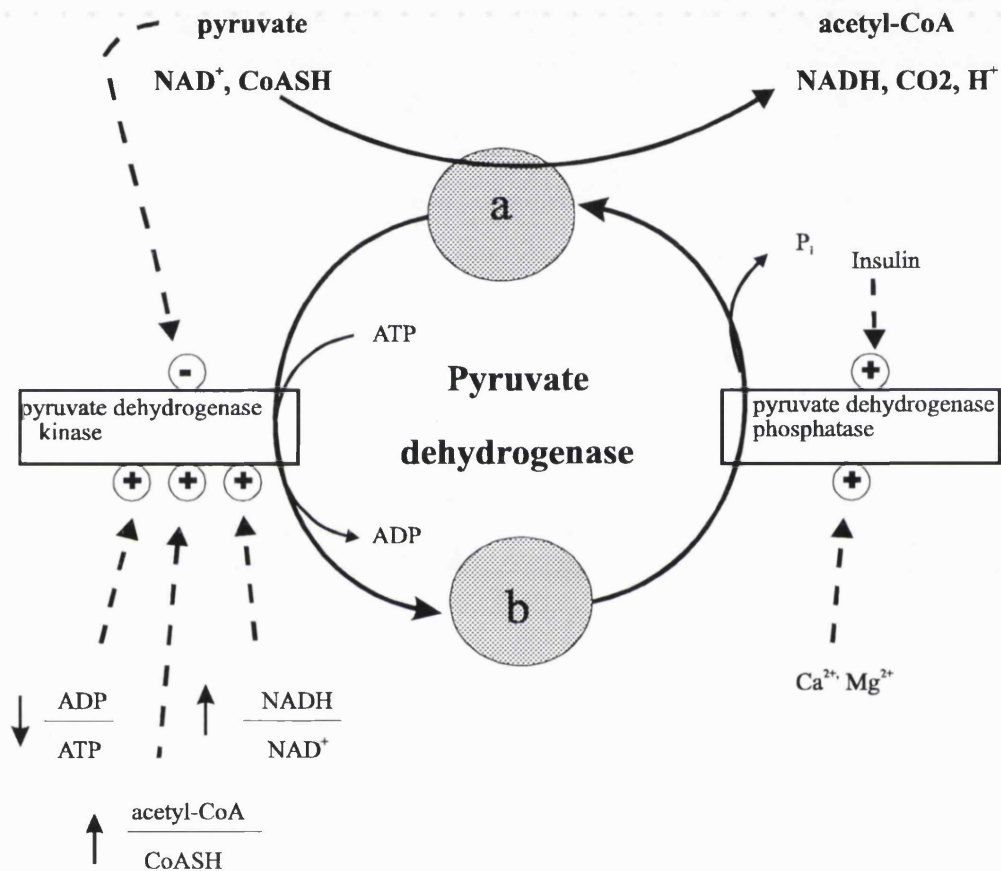 pyruvate
acetyl-CoA
NAD⁺, CoASH
NADH, CO2, H⁺
a
Pᵢ
Insulin
ATP
-
+
Pyruvate
dehydrogenase
pyruvate dehydrogenase
kinase
pyruvate dehydrogenase
phosphatase
+ + +
+
ADP
b
Ca²⁺, Mg²⁺
ADP
ATP
NADH
NAD⁺
acetyl-CoA
CoASH